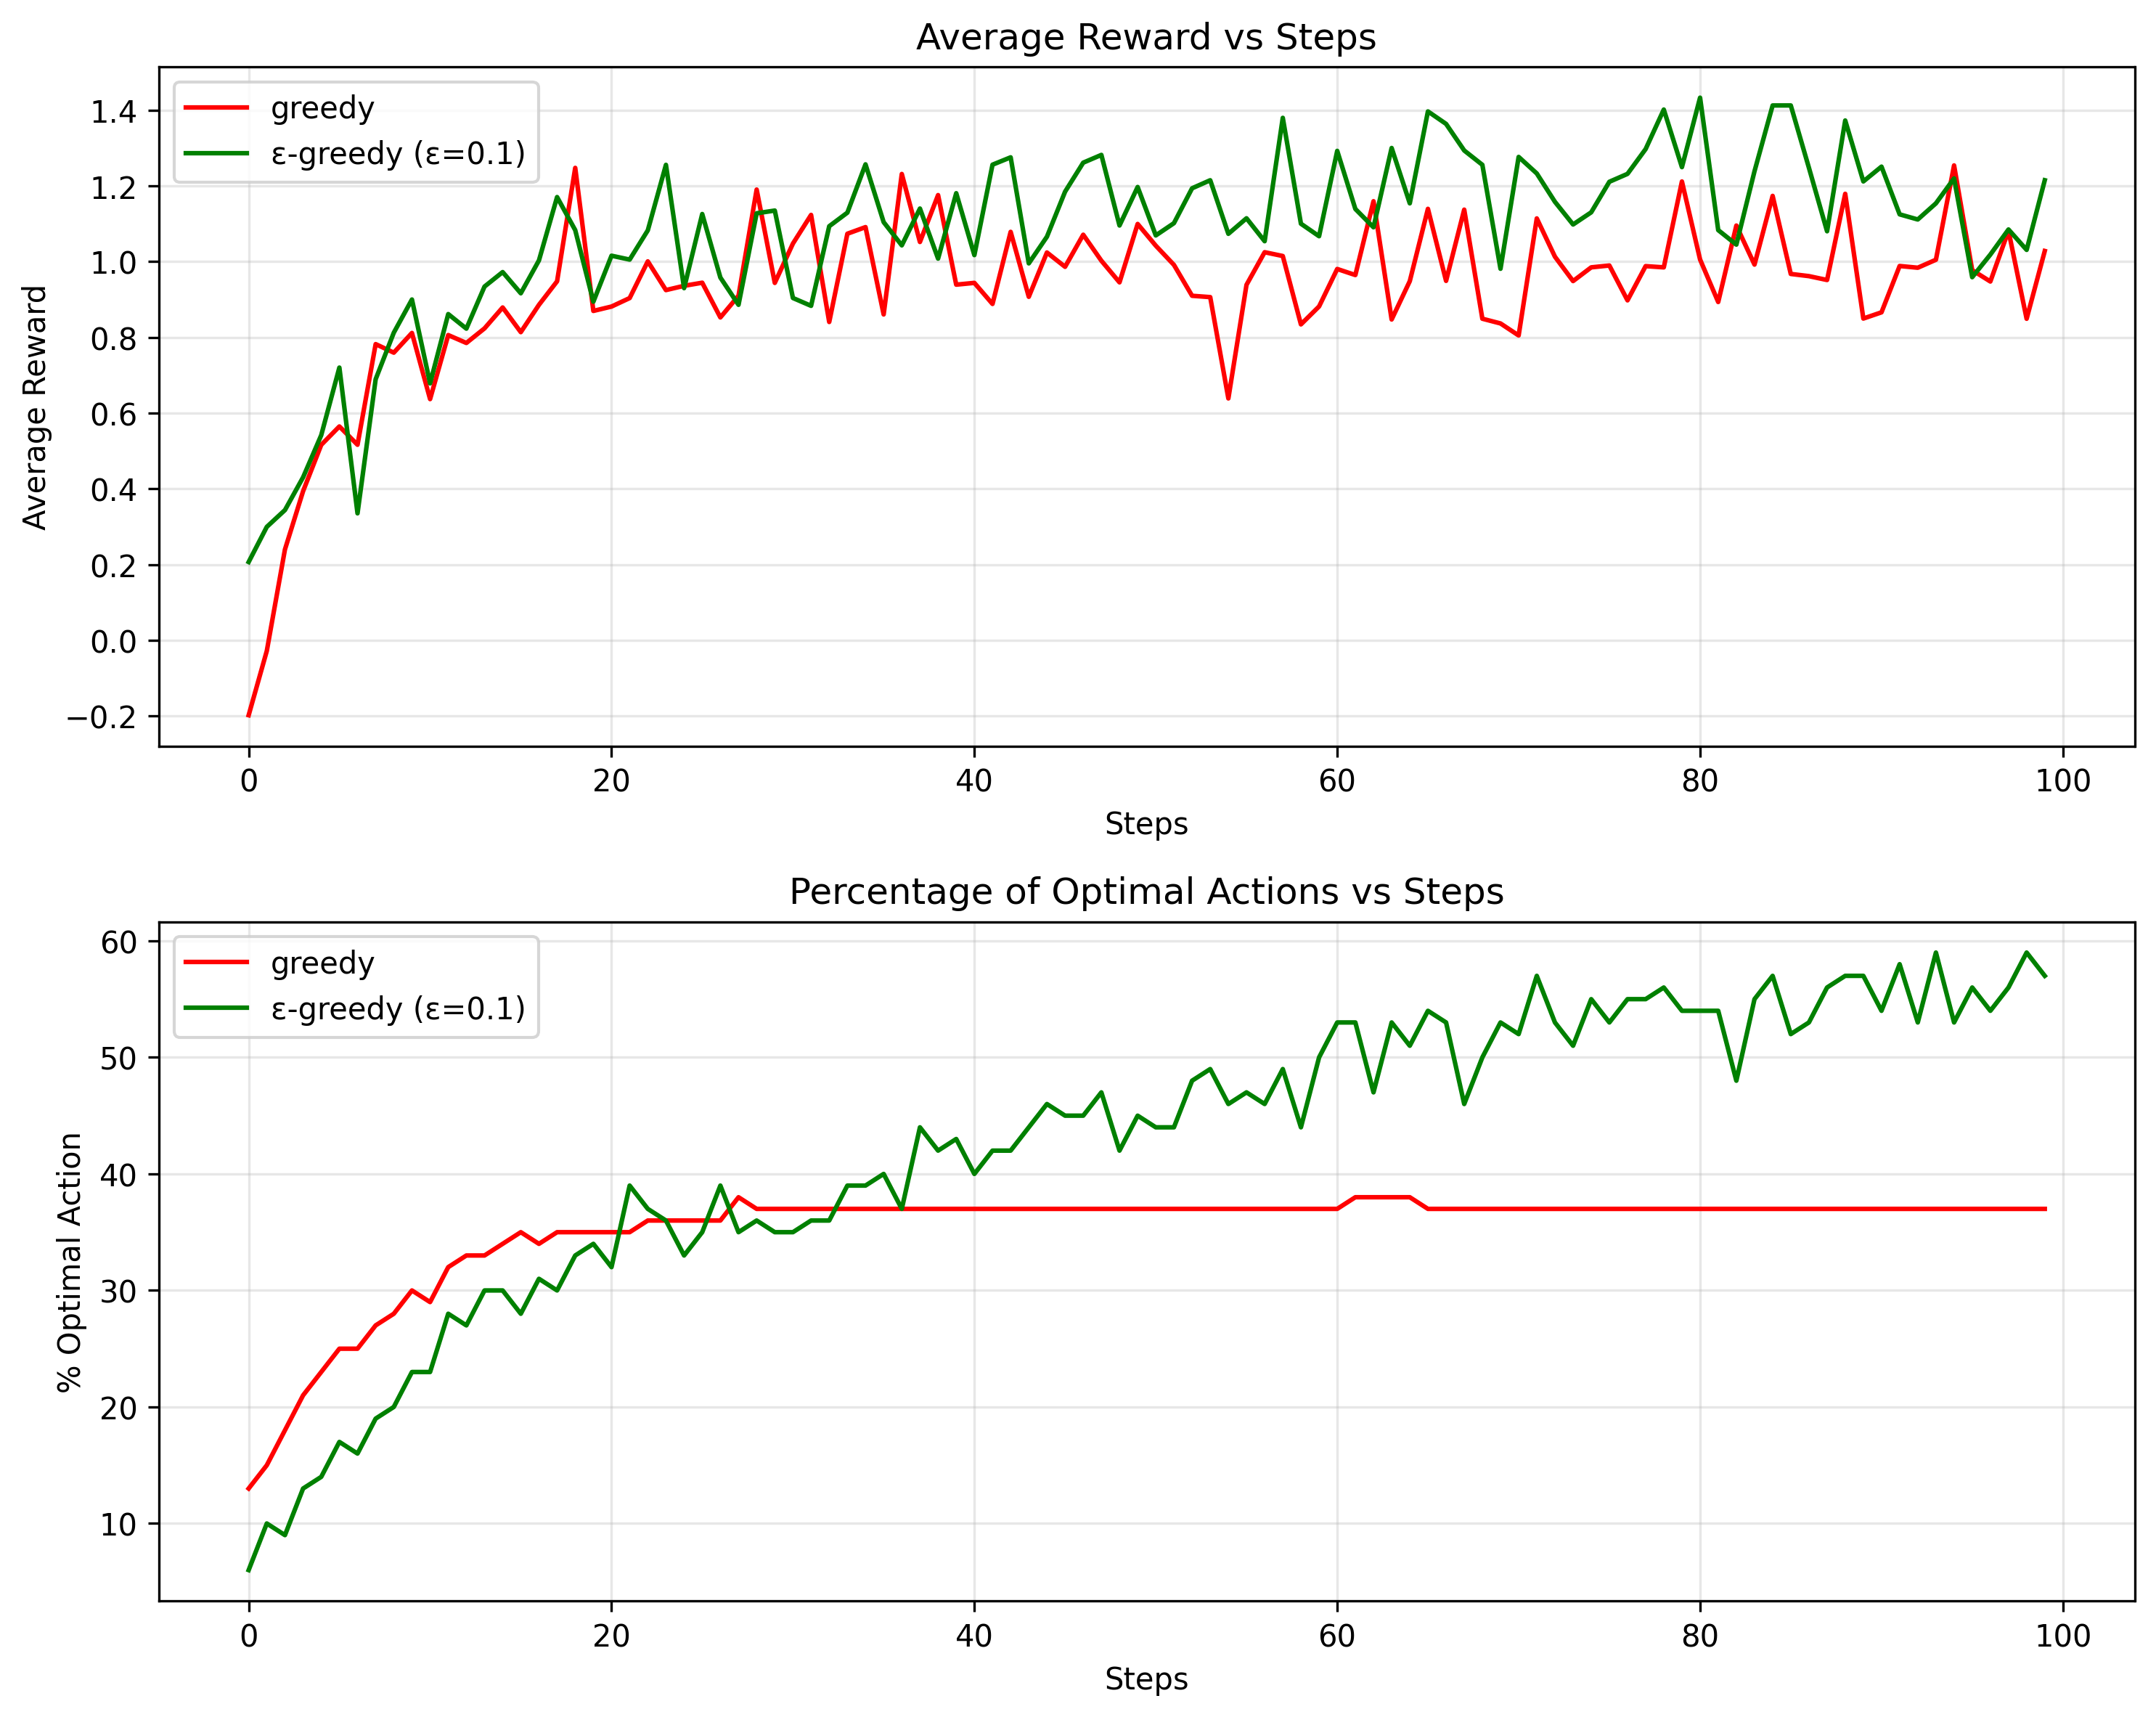 Average Reward vs Steps
greedy
ε-greedy (ε=0.1)
Average Reward
1.4
1.2
1.0
0.8
0.6
0.4
0.2
0.0
−0.2
0 20 40 60 80 100
Steps
Percentage of Optimal Actions vs Steps
greedy
ε-greedy (ε=0.1)
% Optimal Action
60
50
40
30
20
10
0 20 40 60 80 100
Steps